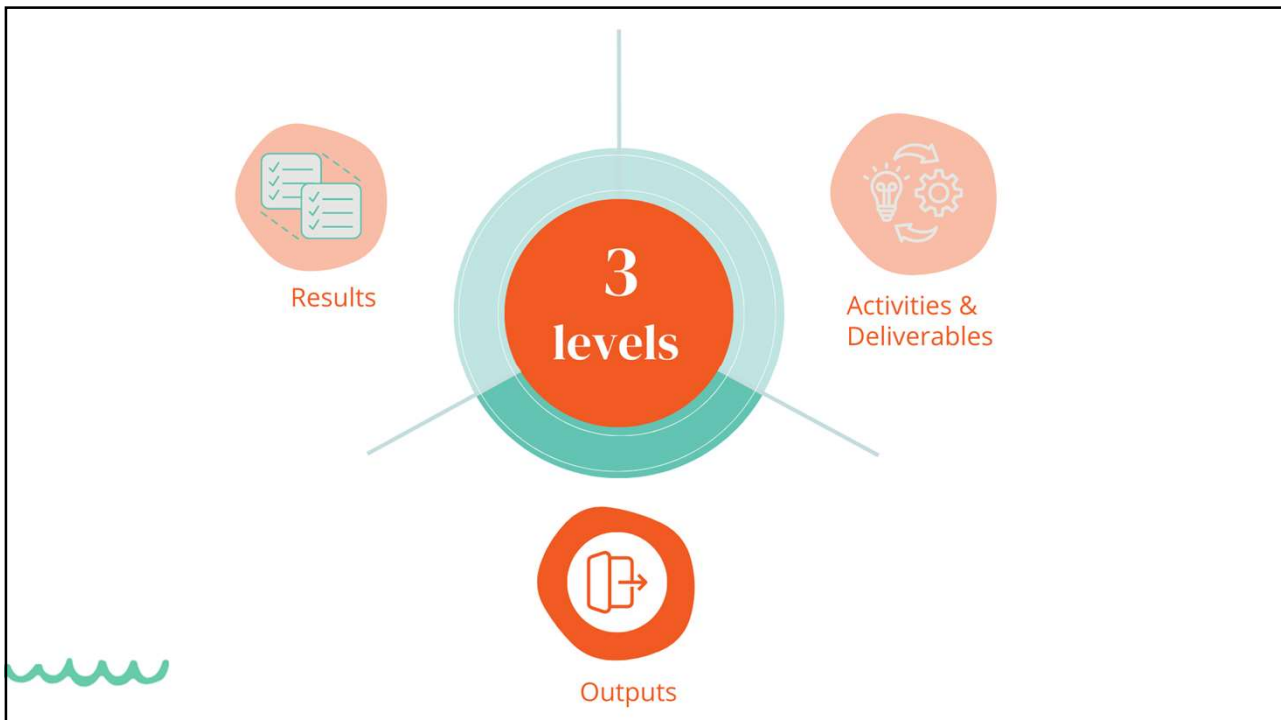 3
levels
Results
Activities &
Deliverables
Outputs